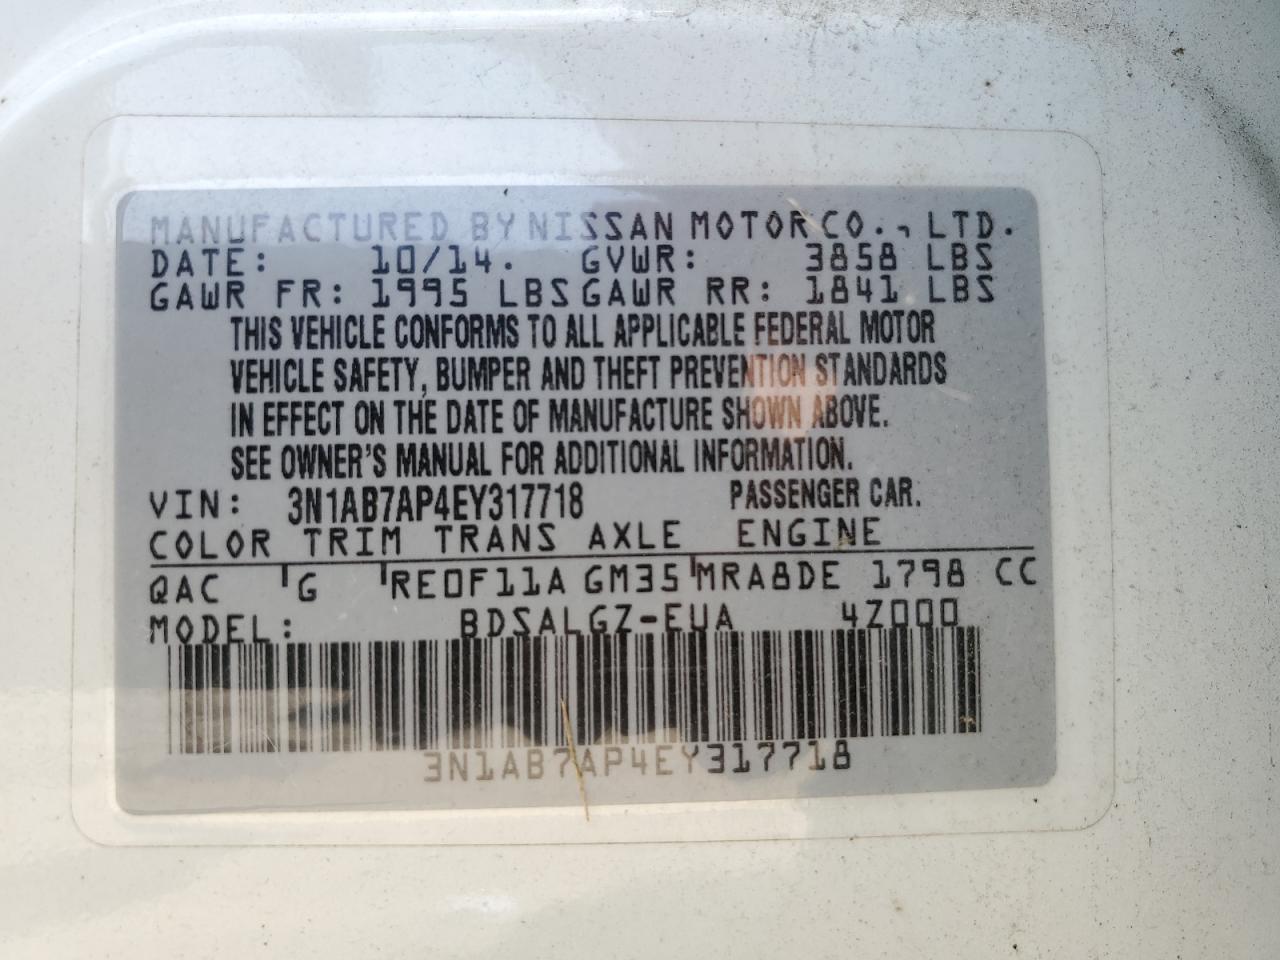 MANUFACTURED BY NISSAN MOTOR CO., LTD.
DATE: 10/14. GVWR: 3858 LBS
GAWR FR: 1995 LBS GAWR RR: 1841 LBS
THIS VEHICLE CONFORMS TO ALL APPLICABLE FEDERAL MOTOR
VEHICLE SAFETY, BUMPER AND THEFT PREVENTION STANDARDS
IN EFFECT ON THE DATE OF MANUFACTURE SHOWN ABOVE.
SEE OWNER'S MANUAL FOR ADDITIONAL INFORMATION.
VIN: 3N1AB7AP4EY317718 PASSENGER CAR.
COLOR TRIM TRANS AXLE ENGINE
QAC G RE0F11A GM35 MRA8DE 1798 CC
MODEL: BDSALGZ-EUA 4Z000
3N1AB7AP4EY317718